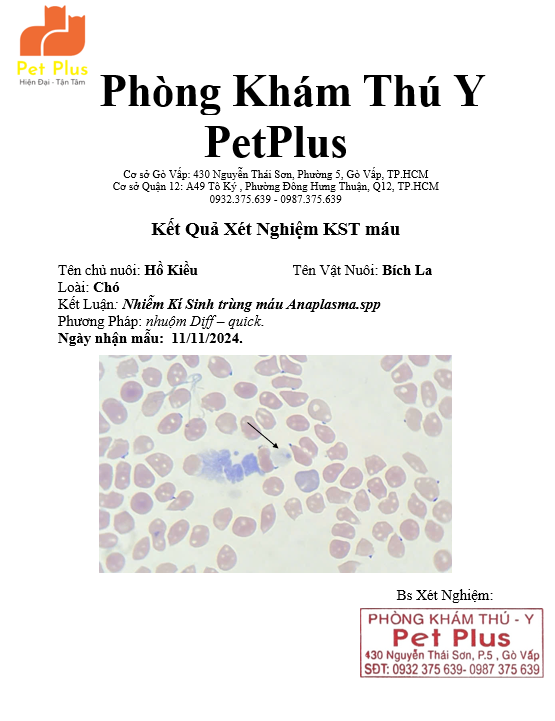 Pet Plus
Hiện Đại - Tận Tâm
Phòng Khám Thú Y
PetPlus
Cơ sở Gò Vấp: 430 Nguyễn Thái Sơn, Phường 5, Gò Vấp, TP.HCM
Cơ sở Quận 12: A49 Tô Ký , Phường Đông Hưng Thuận, Q12, TP.HCM
0932.375.639 - 0987.375.639
Kết Quả Xét Nghiệm KST máu
Tên chủ nuôi: Hồ Kiều Tên Vật Nuôi: Bích La
Loài: Chó
Kết Luận: Nhiễm Kí Sinh trùng máu Anaplasma.spp
Phương Pháp: nhuộm Diff – quick.
Ngày nhận mẫu: 11/11/2024.
Bs Xét Nghiệm:
PHÒNG KHÁM THÚ - Y
Pet Plus
430 Nguyễn Thái Sơn, P.5 , Gò Vấp
SĐT: 0932 375 639- 0987 375 639